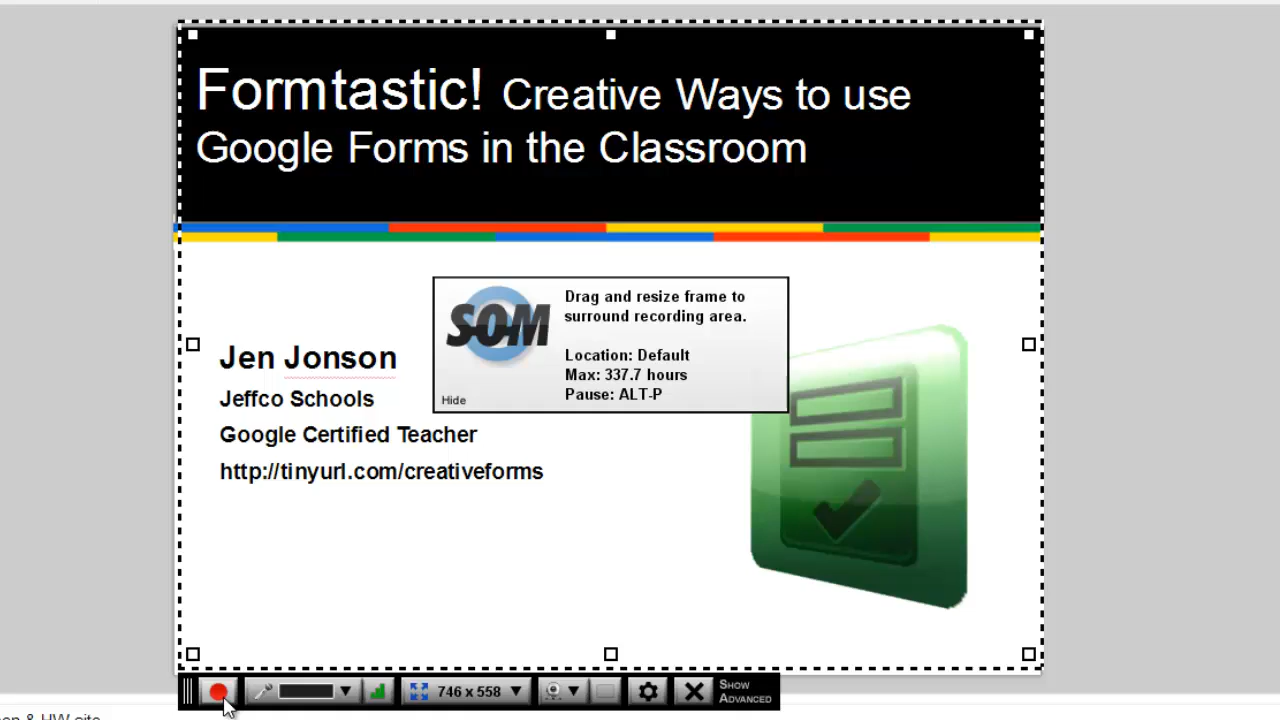 Formtastic! Creative Ways to use
Google Forms in the Classroom
SOM
Drag and resize frame to
surround recording area.
Location: Default
Max: 337.7 hours
Pause: ALT-P
Hide
Jen Jonson
Jeffco Schools
Google Certified Teacher
http://tinyurl.com/creativeforms
746 x 558
SHOW
ADVANCED
& HW site